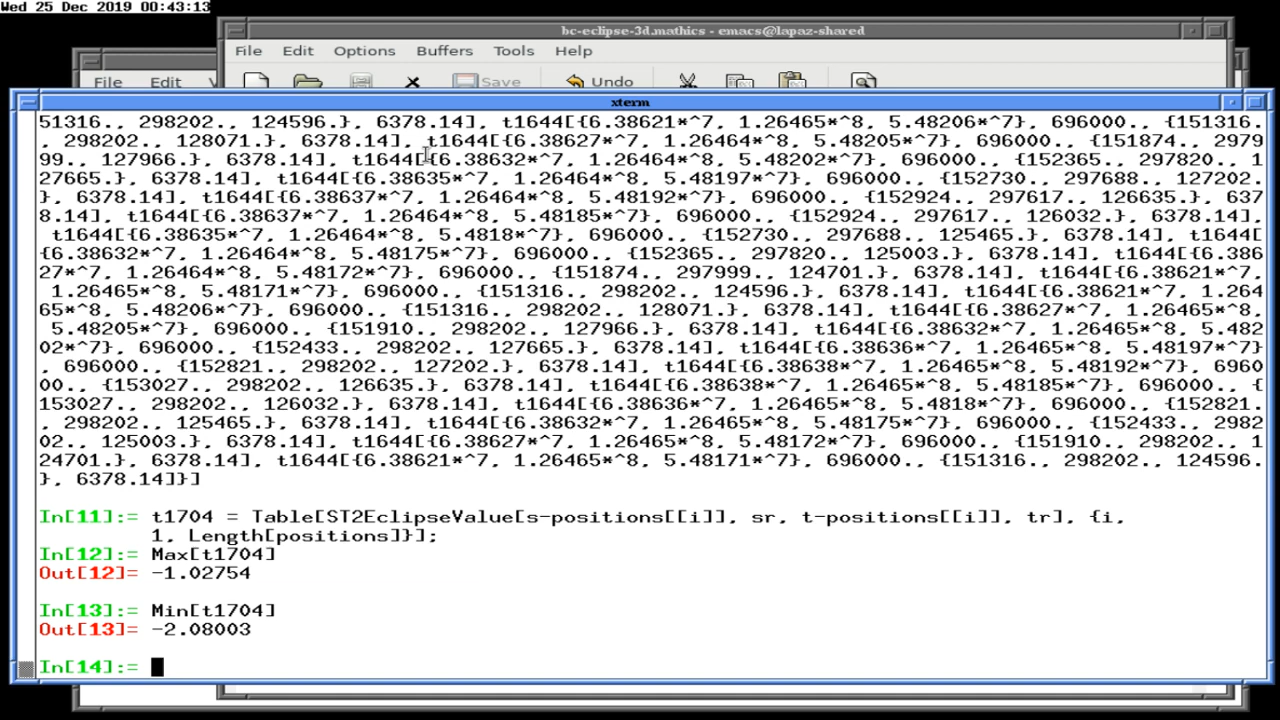 Wed 25 Dec 2019 00:43:13
bc-eclipse-3d.mathics - emacs@lapaz-shared
File Edit Options Buffers Tools Help
File Edit V
Save Undo
xterm
51316., 298202., 124596.}, 6378.14], t1644[{6.38621*^7, 1.26465*^8, 5.48206*^7}, 696000., {151316.
, 298202., 128071.}, 6378.14], t1644[{6.38627*^7, 1.26464*^8, 5.48205*^7}, 696000., {151874., 2979
99., 127966.}, 6378.14], t1644[{6.38632*^7, 1.26464*^8, 5.48202*^7}, 696000., {152365., 297820., 1
27665.}, 6378.14], t1644[{6.38635*^7, 1.26464*^8, 5.48197*^7}, 696000., {152730., 297688., 127202.
}, 6378.14], t1644[{6.38637*^7, 1.26464*^8, 5.48192*^7}, 696000., {152924., 297617., 126635.}, 637
8.14], t1644[{6.38637*^7, 1.26464*^8, 5.48185*^7}, 696000., {152924., 297617., 126032.}, 6378.14],
 t1644[{6.38635*^7, 1.26464*^8, 5.4818*^7}, 696000., {152730., 297688., 125465.}, 6378.14], t1644[
{6.38632*^7, 1.26464*^8, 5.48175*^7}, 696000., {152365., 297820., 125003.}, 6378.14], t1644[{6.386
27*^7, 1.26464*^8, 5.48172*^7}, 696000., {151874., 297999., 124701.}, 6378.14], t1644[{6.38621*^7,
 1.26465*^8, 5.48171*^7}, 696000., {151316., 298202., 124596.}, 6378.14], t1644[{6.38621*^7, 1.264
65*^8, 5.48206*^7}, 696000., {151316., 298202., 128071.}, 6378.14], t1644[{6.38627*^7, 1.26465*^8,
 5.48205*^7}, 696000., {151910., 298202., 127966.}, 6378.14], t1644[{6.38632*^7, 1.26465*^8, 5.482
02*^7}, 696000., {152433., 298202., 127665.}, 6378.14], t1644[{6.38636*^7, 1.26465*^8, 5.48197*^7}
, 696000., {152821., 298202., 127202.}, 6378.14], t1644[{6.38638*^7, 1.26465*^8, 5.48192*^7}, 6960
00., {153027., 298202., 126635.}, 6378.14], t1644[{6.38638*^7, 1.26465*^8, 5.48185*^7}, 696000., {
153027., 298202., 126032.}, 6378.14], t1644[{6.38636*^7, 1.26465*^8, 5.4818*^7}, 696000., {152821.
, 298202., 125465.}, 6378.14], t1644[{6.38632*^7, 1.26465*^8, 5.48175*^7}, 696000., {152433., 2982
02., 125003.}, 6378.14], t1644[{6.38627*^7, 1.26465*^8, 5.48172*^7}, 696000., {151910., 298202., 1
24701.}, 6378.14], t1644[{6.38621*^7, 1.26465*^8, 5.48171*^7}, 696000., {151316., 298202., 124596.
}, 6378.14]}]
In[11]:= t1704 = Table[ST2EclipseValue[s-positions[[i]], sr, t-positions[[i]], tr], {i,
1, Length[positions]}];
In[12]:= Max[t1704]
Out[12]= -1.02754
In[13]:= Min[t1704]
Out[13]= -2.08003
In[14]:=